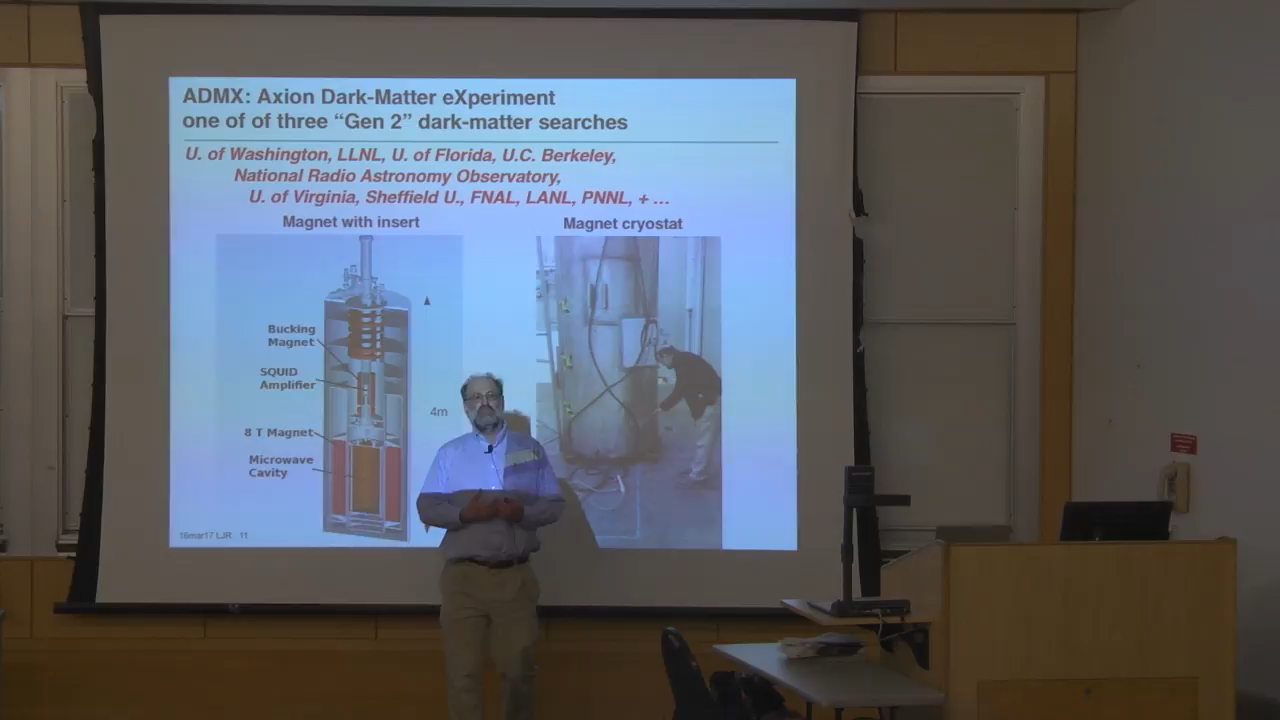 ADMX: Axion Dark-Matter eXperiment
one of of three “Gen 2” dark-matter searches
U. of Washington, LLNL, U. of Florida, U.C. Berkeley,
National Radio Astronomy Observatory,
U. of Virginia, Sheffield U., FNAL, LANL, PNNL, + ...
Magnet with insert
Magnet cryostat
Bucking
Magnet
SQUID
Amplifier
4m
8 T Magnet
Microwave
Cavity
16mar17 LJR 11